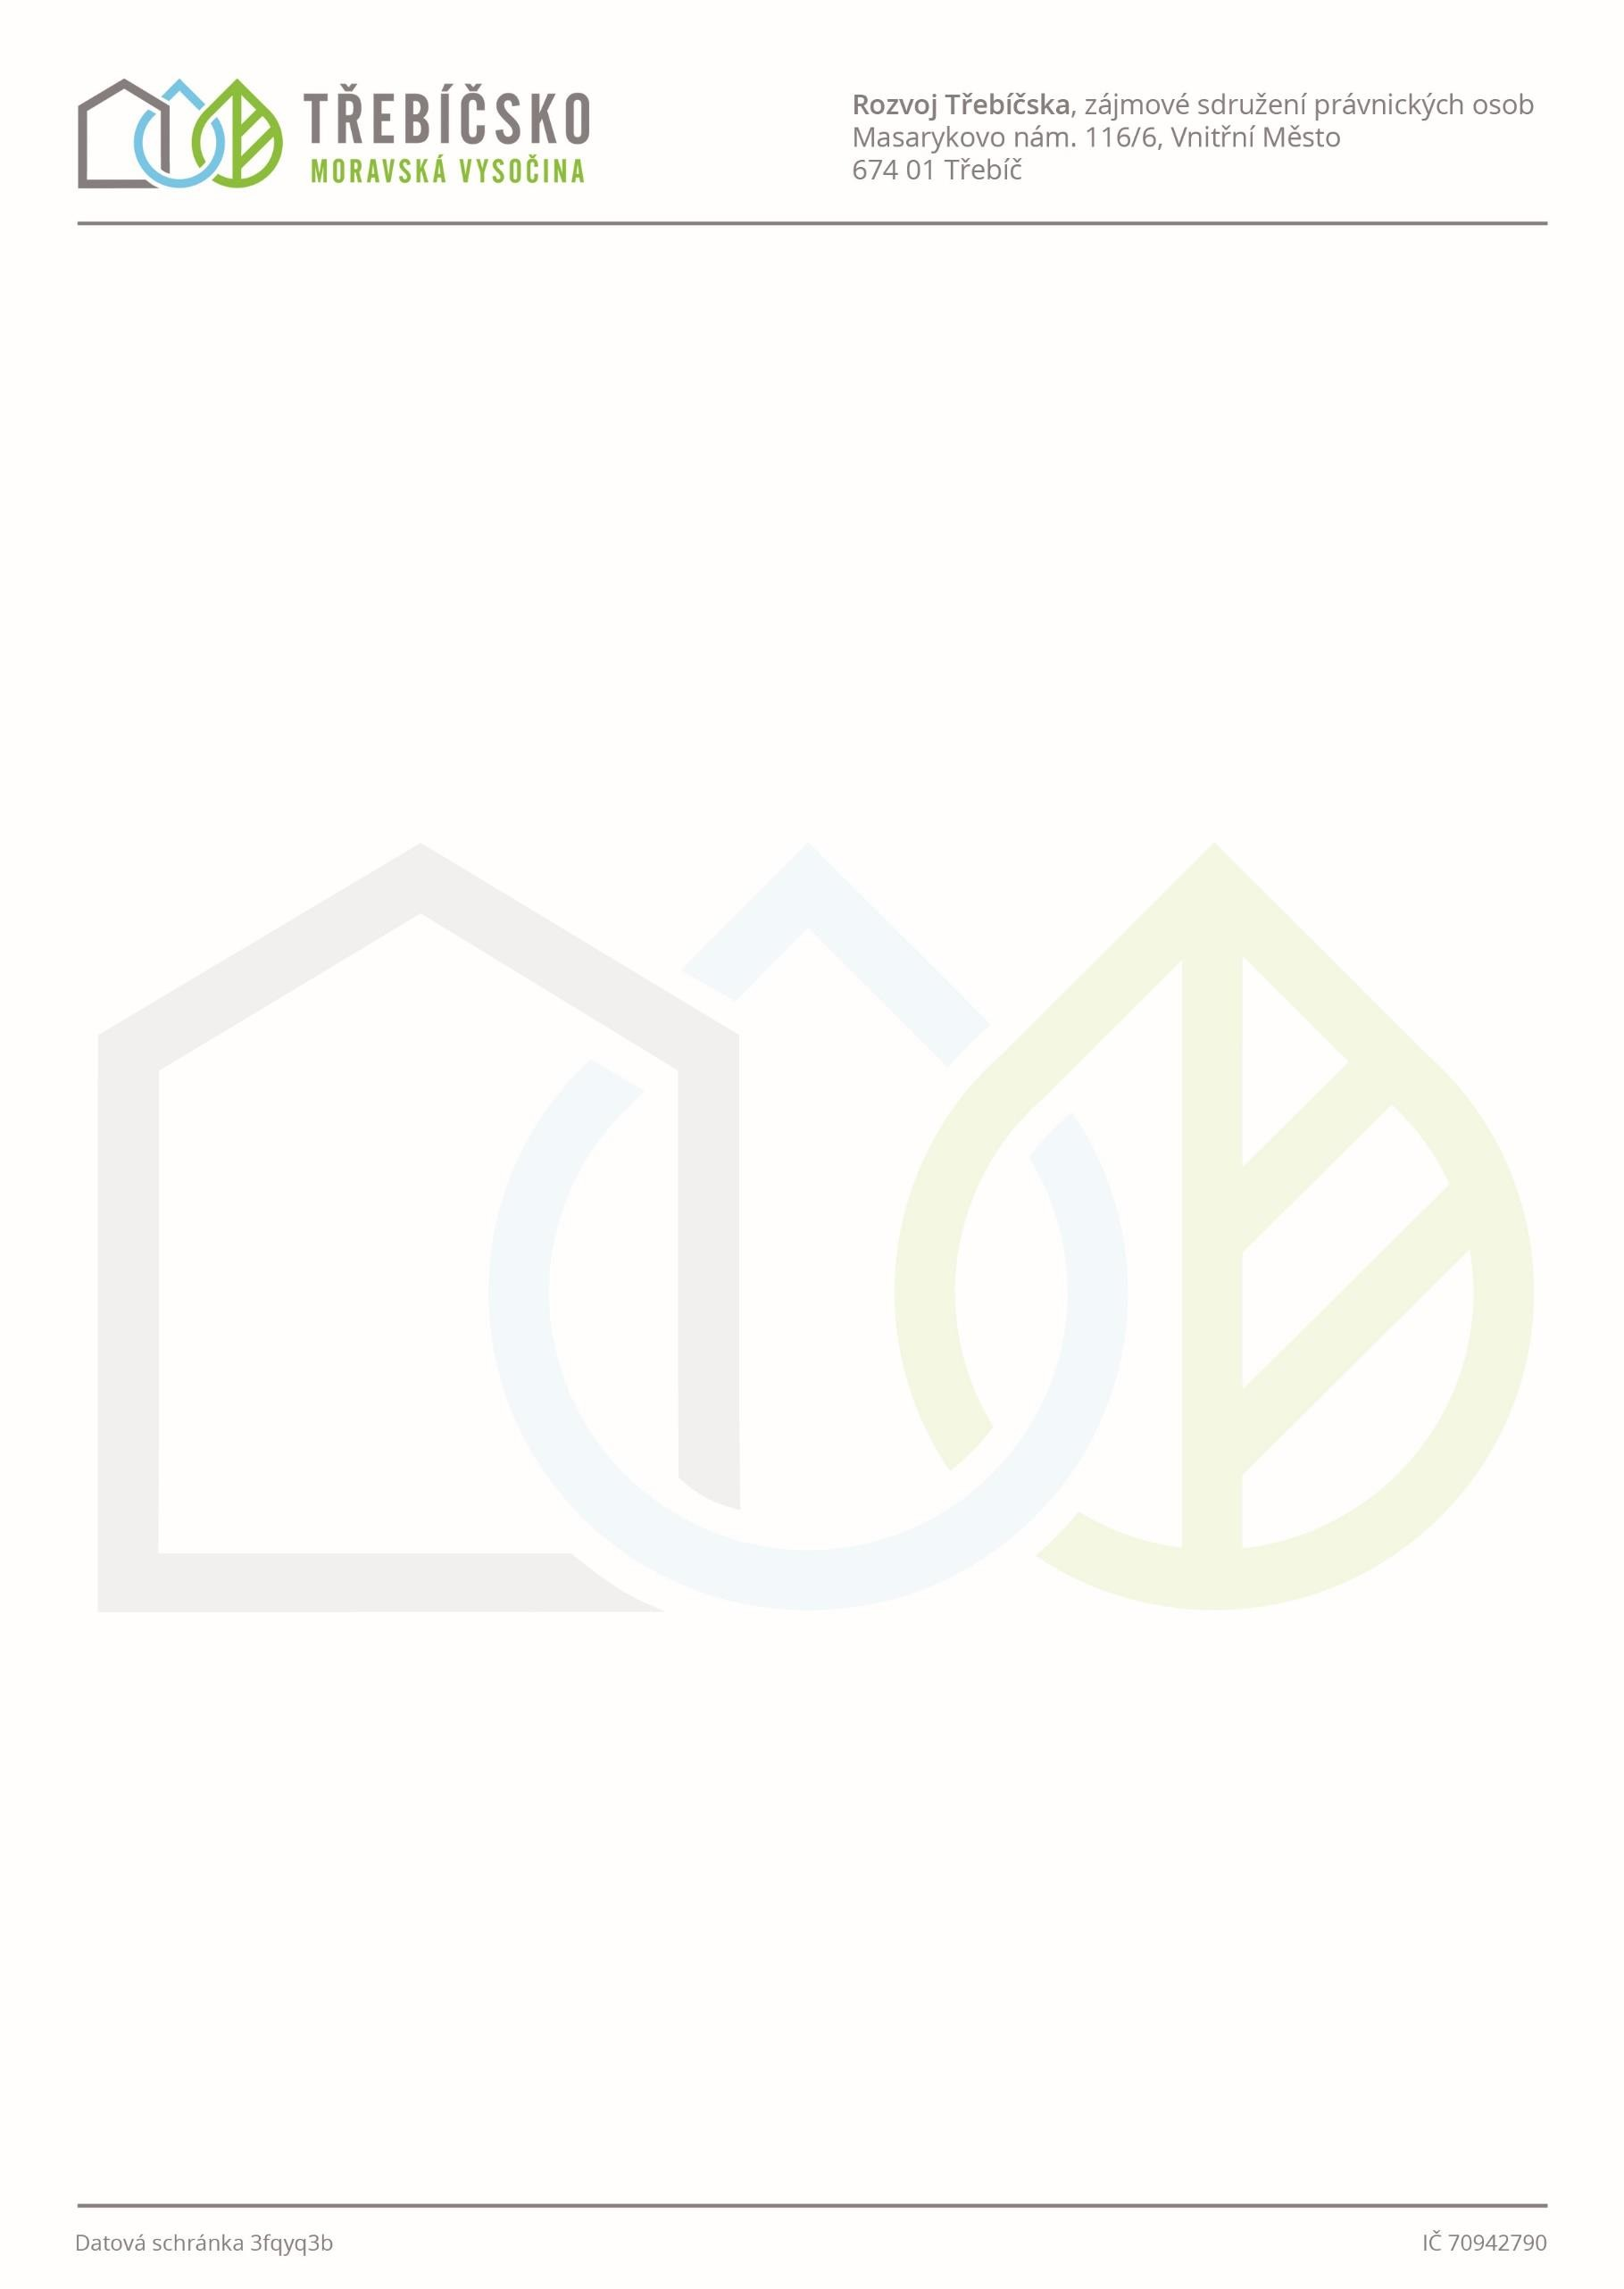 TŘEBÍČSKO
MORAVSKÁ VYSOČINA
Rozvoj Třebíčska, zájmové sdružení právnických osob
Masarykovo nám. 116/6, Vnitřní Město
674 01 Třebíč
Datová schránka 3fqyq3b
IČ 70942790